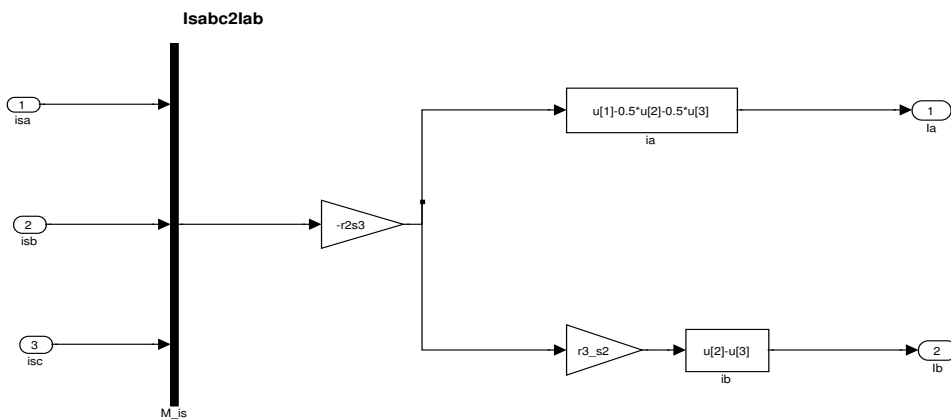 Isabc2Iab
1
isa
2
isb
3
isc
M_is
-r2s3
u[1]-0.5*u[2]-0.5*u[3]
ia
1
Ia
r3_s2
u[2]-u[3]
ib
2
Ib